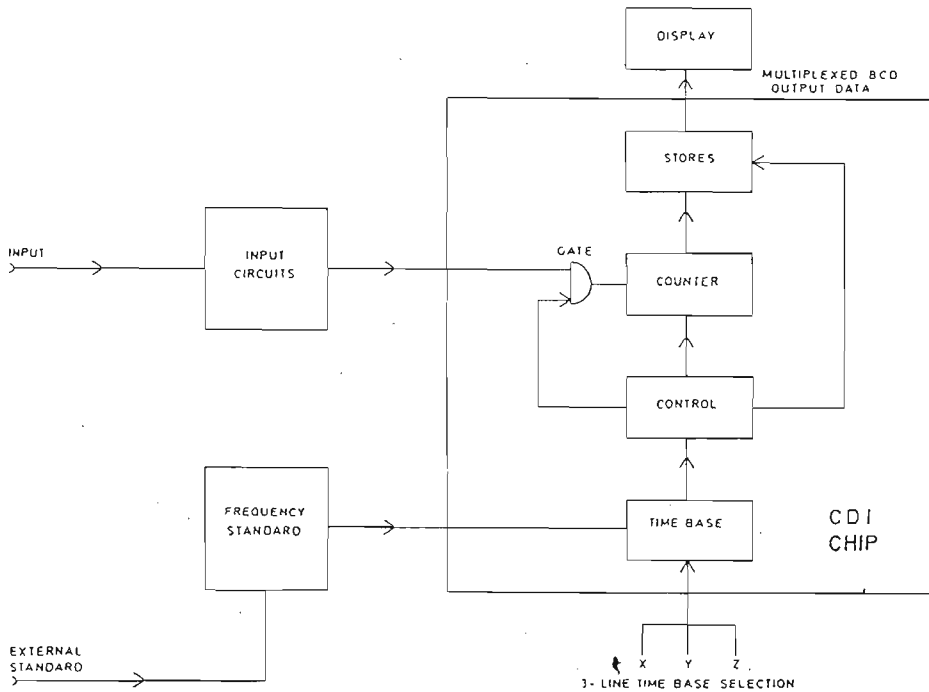 DISPLAY
MULTIPLEXED BCD
OUTPUT DATA
STORES
INPUT
INPUT
CIRCUITS
GATE
COUNTER
CONTROL
FREQUENCY
STANDARD
TIME BASE
CDI
CHIP
EXTERNAL
STANDARD
X Y Z
3-LINE TIME BASE SELECTION